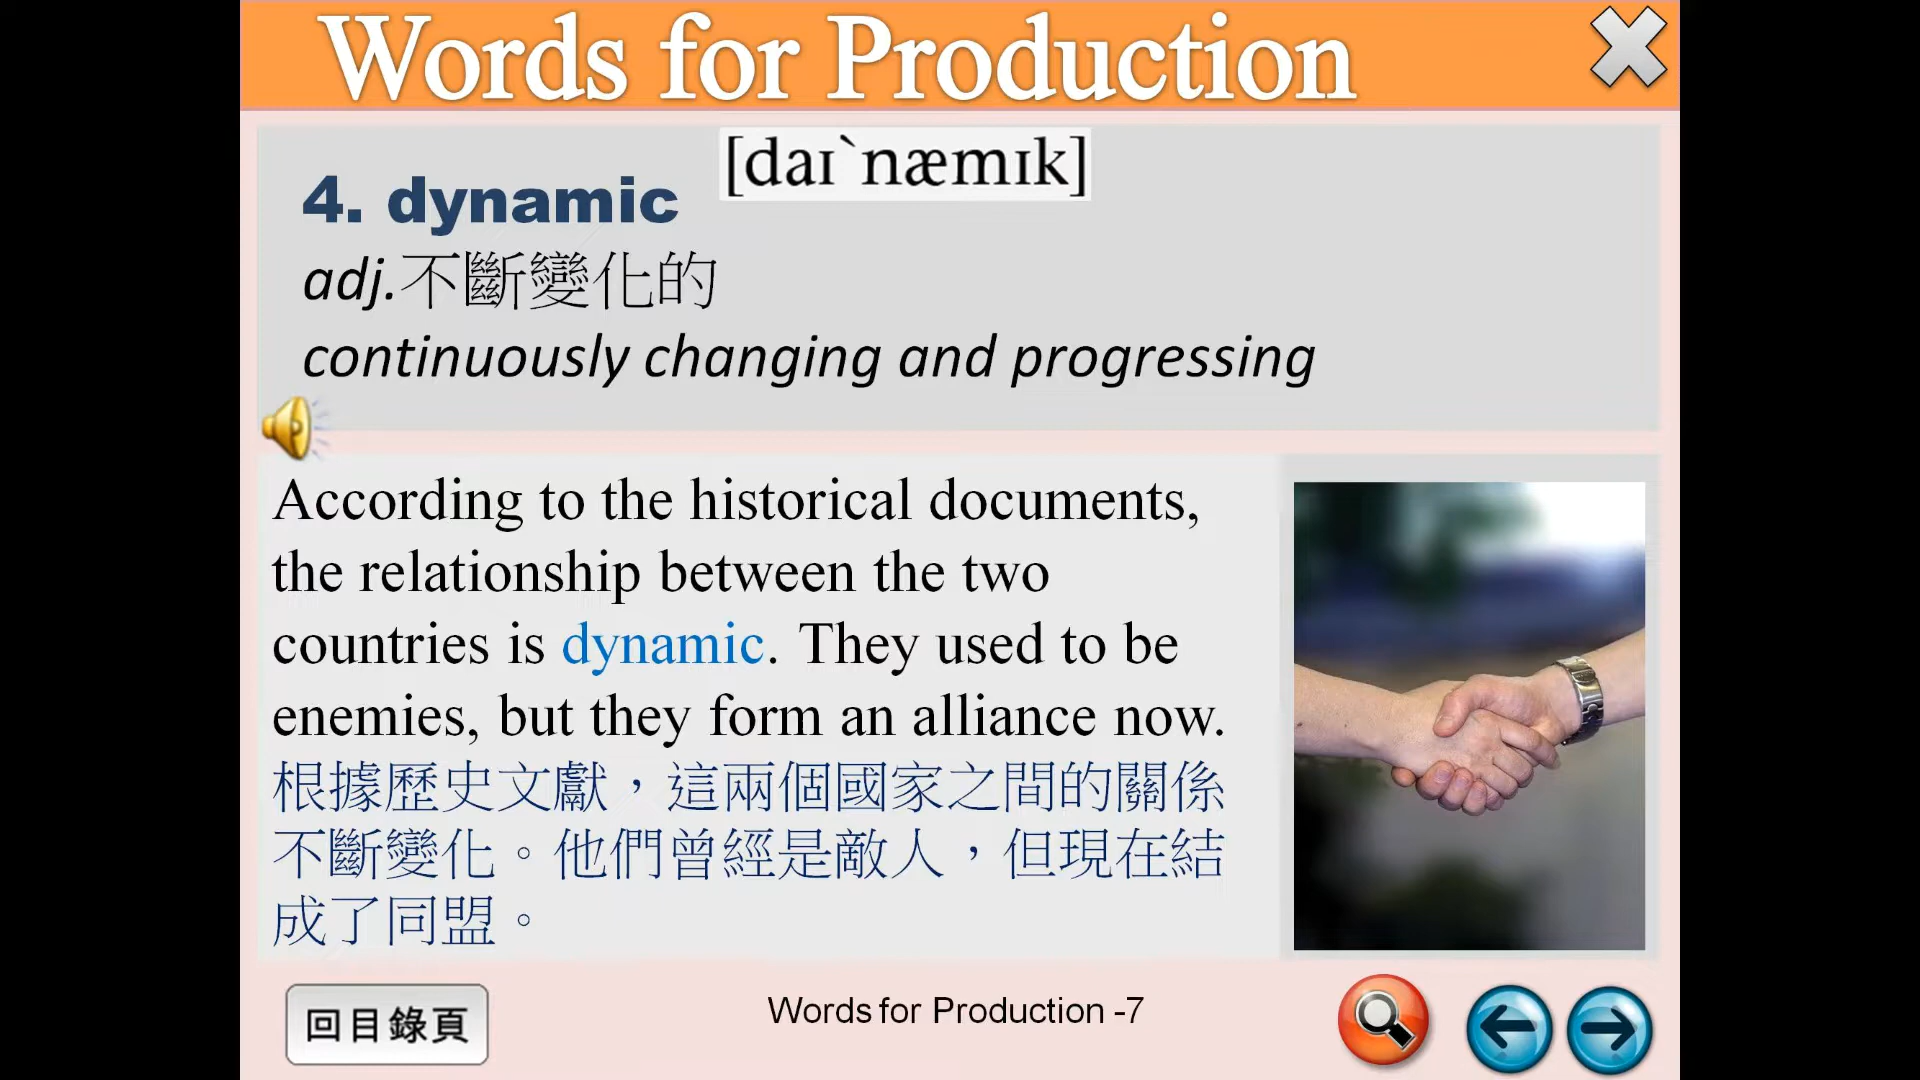 Words for Production
[daɪˋnæmɪk]
4. dynamic
adj.不斷變化的
continuously changing and progressing
According to the historical documents,
the relationship between the two
countries is dynamic. They used to be
enemies, but they form an alliance now.
根據歷史文獻，這兩個國家之間的關係
不斷變化。他們曾經是敵人，但現在結
成了同盟。
回目錄頁
Words for Production -7